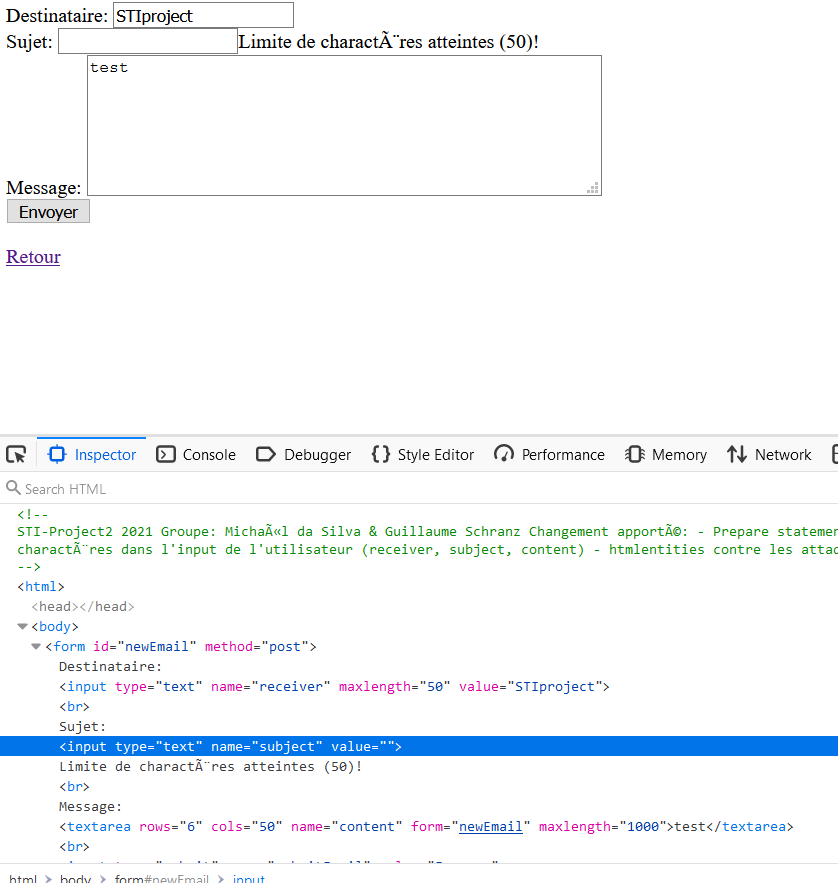 Destinataire: STIproject
Sujet: Limite de charactÃ¨res atteintes (50)!
test
Message:
Envoyer
Retour
Inspector Console Debugger Style Editor Performance Memory Network
Search HTML
<!--
STI-Project2 2021 Groupe: MichaÃ«l da Silva & Guillaume Schranz Changement apportÃ©: - Prepare statemen
charactÃ¨res dans l'input de l'utilisateur (receiver, subject, content) - htmlentities contre les attac
-->
<html>
<head></head>
<body>
<form id="newEmail" method="post">
Destinataire:
<input type="text" name="receiver" maxlength="50" value="STIproject">
<br>
Sujet:
<input type="text" name="subject" value="">
Limite de charactÃ¨res atteintes (50)!
<br>
Message:
<textarea rows="6" cols="50" name="content" form="newEmail" maxlength="1000">test</textarea>
<br>
html > body > form#newEmail > input